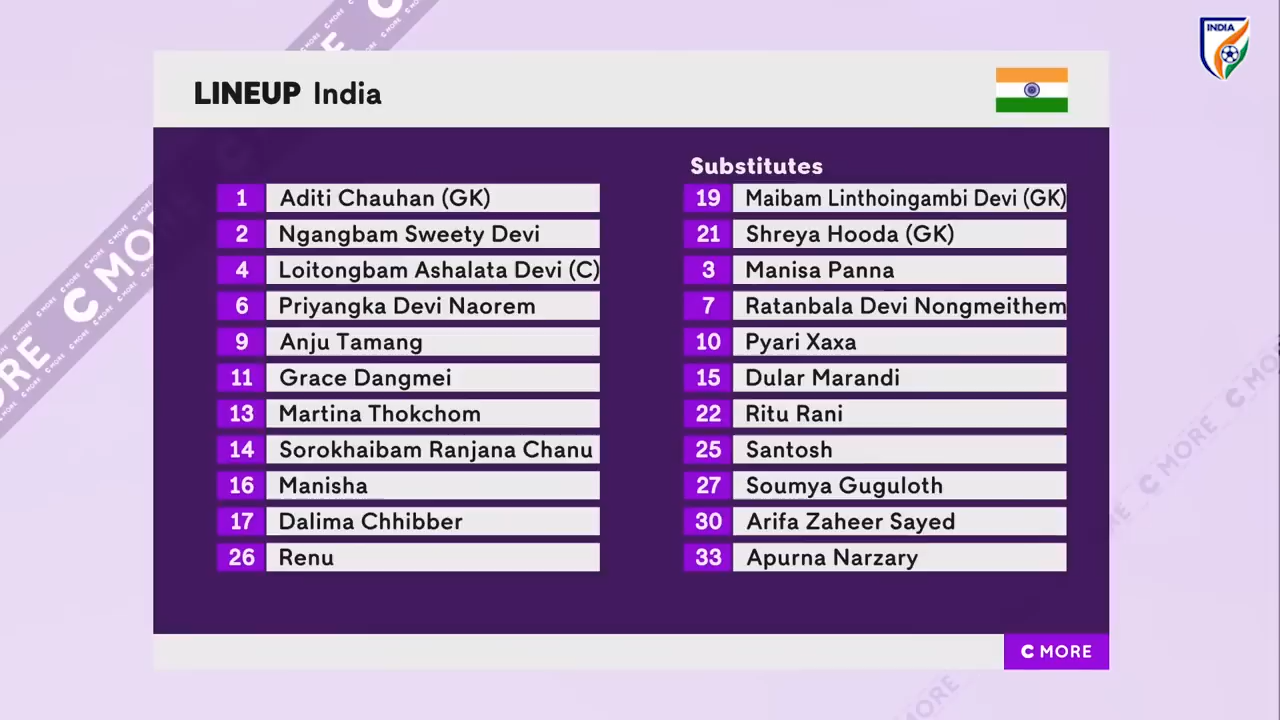 INDIA
LINEUP India
1 Aditi Chauhan (GK)
2 Ngangbam Sweety Devi
4 Loitongbam Ashalata Devi (C)
6 Priyangka Devi Naorem
9 Anju Tamang
11 Grace Dangmei
13 Martina Thokchom
14 Sorokhaibam Ranjana Chanu
16 Manisha
17 Dalima Chhibber
26 Renu
Substitutes
19 Maibam Linthoingambi Devi (GK)
21 Shreya Hooda (GK)
3 Manisa Panna
7 Ratanbala Devi Nongmeithem
10 Pyari Xaxa
15 Dular Marandi
22 Ritu Rani
25 Santosh
27 Soumya Guguloth
30 Arifa Zaheer Sayed
33 Apurna Narzary
C MORE
C MORE
C MORE